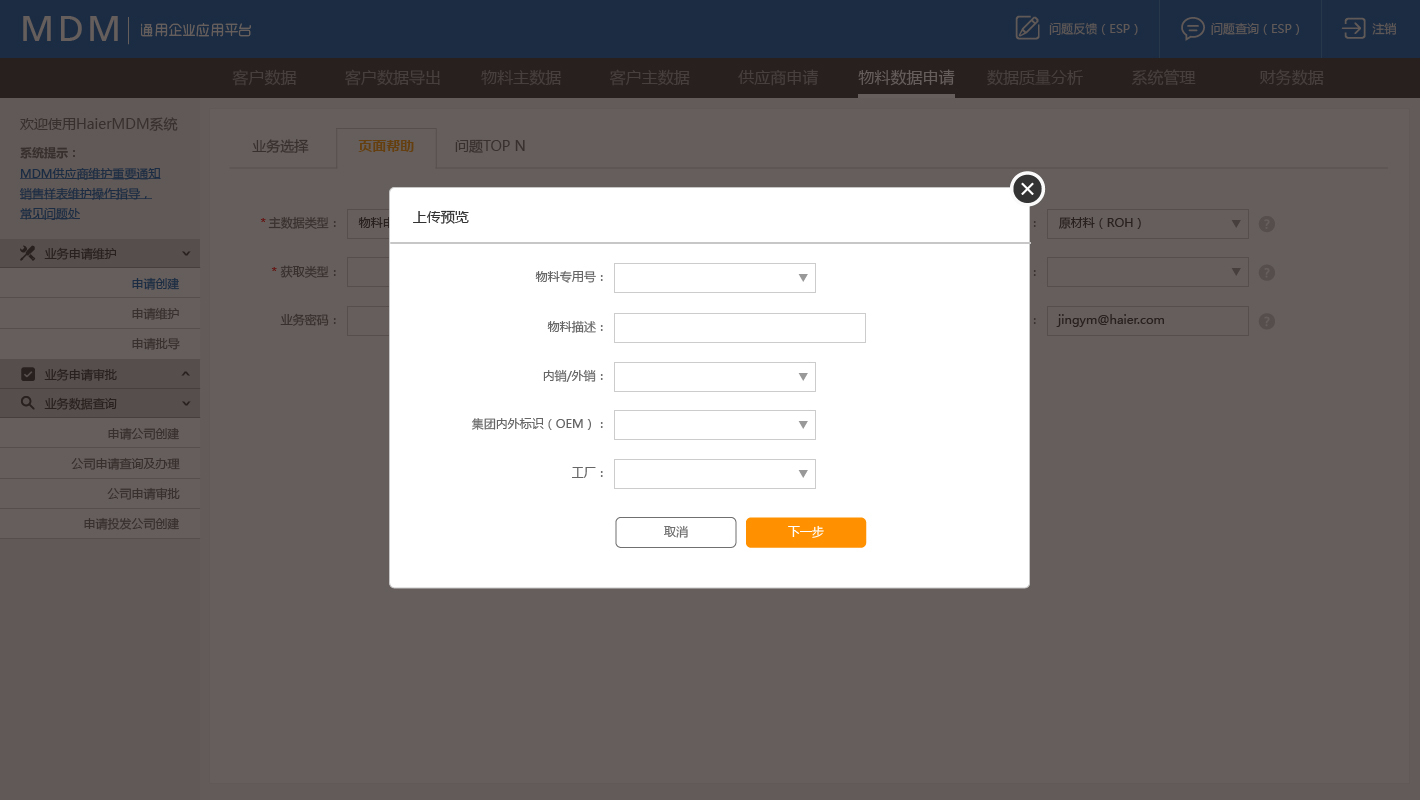 MDM 通用企业应用平台
问题反馈（ESP）
问题查询（ESP）
注销
客户数据 客户数据导出 物料主数据 客户主数据 供应商申请 物料数据申请 数据质量分析 系统管理 财务数据
欢迎使用HaierMDM系统
系统提示：
MDM供应商维护重要通知
销售样表维护操作指导，
常见问题处
业务申请维护
申请创建
申请维护
申请批导
业务申请审批
业务数据查询
申请公司创建
公司申请查询及办理
公司申请审批
申请投发公司创建
业务选择 页面帮助 问题TOP N
*主数据类型： 物料申
： 原材料（ROH） ?
*获取类型：
： ?
业务密码：
： jingym@haier.com ?
上传预览
物料专用号：
物料描述：
内销/外销：
集团内外标识（OEM）：
工厂：
取消 下一步